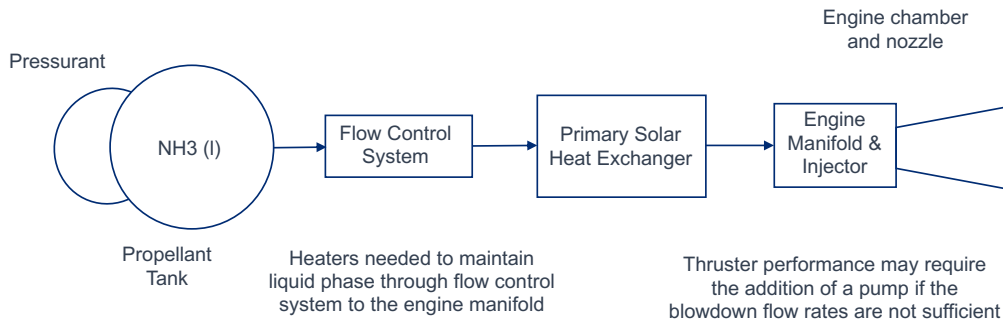 Engine chamber
and nozzle
Pressurant
NH3 (l)
Flow Control
System
Primary Solar
Heat Exchanger
Engine
Manifold &
Injector
Propellant
Tank
Heaters needed to maintain
liquid phase through flow control
system to the engine manifold
Thruster performance may require
the addition of a pump if the
blowdown flow rates are not sufficient